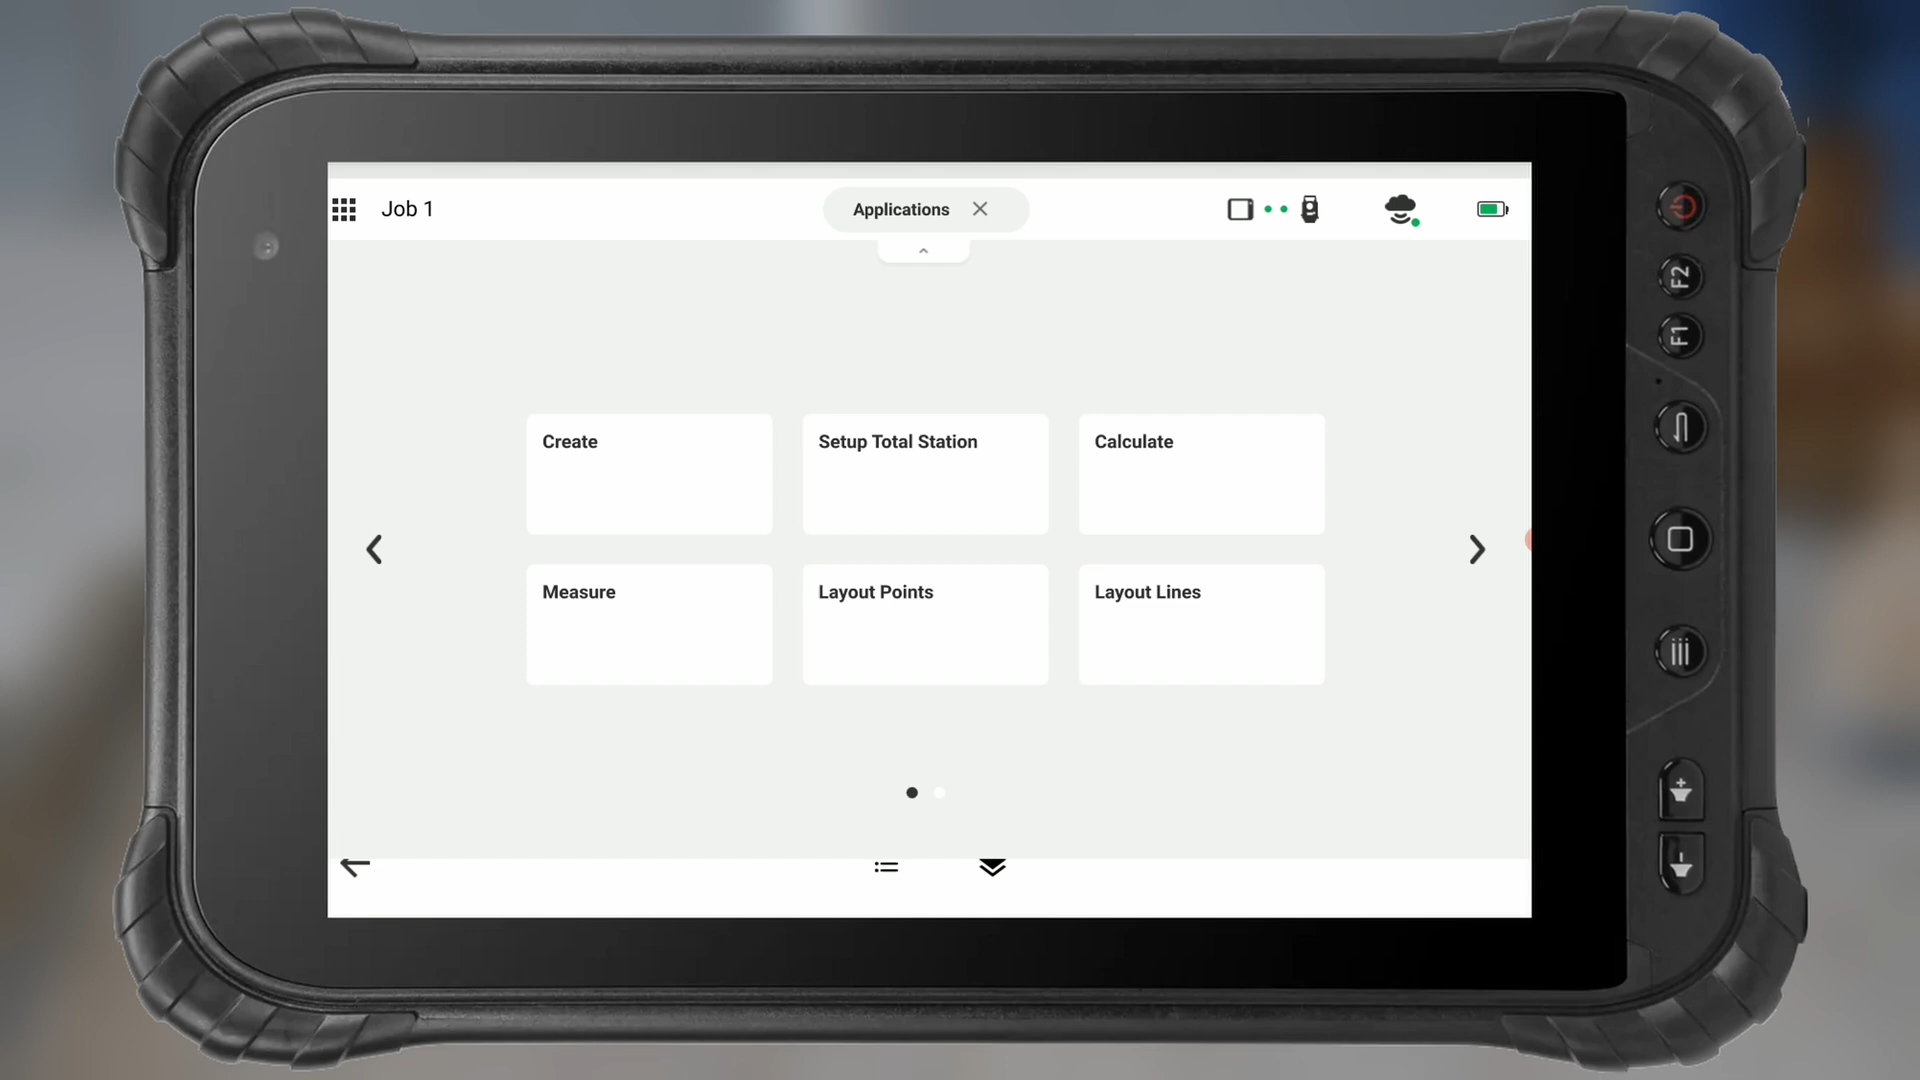 Job 1
Applications
Create
Setup Total Station
Calculate
Measure
Layout Points
Layout Lines
F2
F1